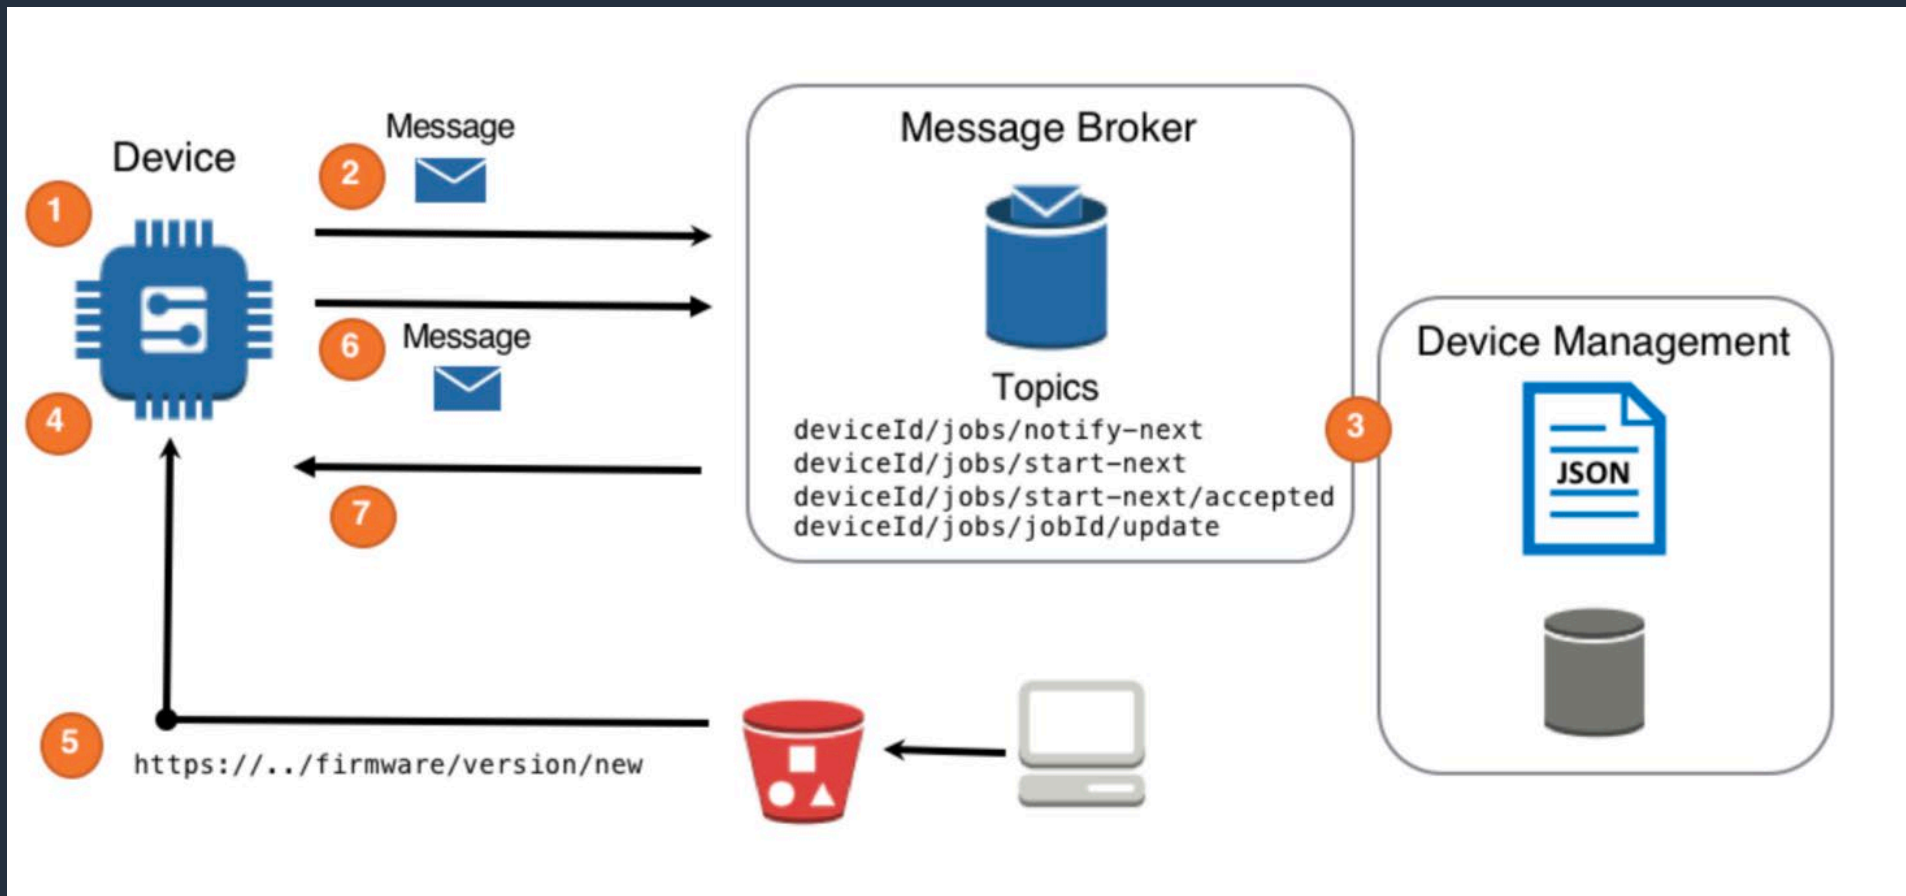 Message
Message Broker
Device
2
1
Message
6
Device Management
Topics
4
deviceId/jobs/notify-next
3
deviceId/jobs/start-next
JSON
deviceId/jobs/start-next/accepted
7
deviceId/jobs/jobId/update
5
https://../firmware/version/new